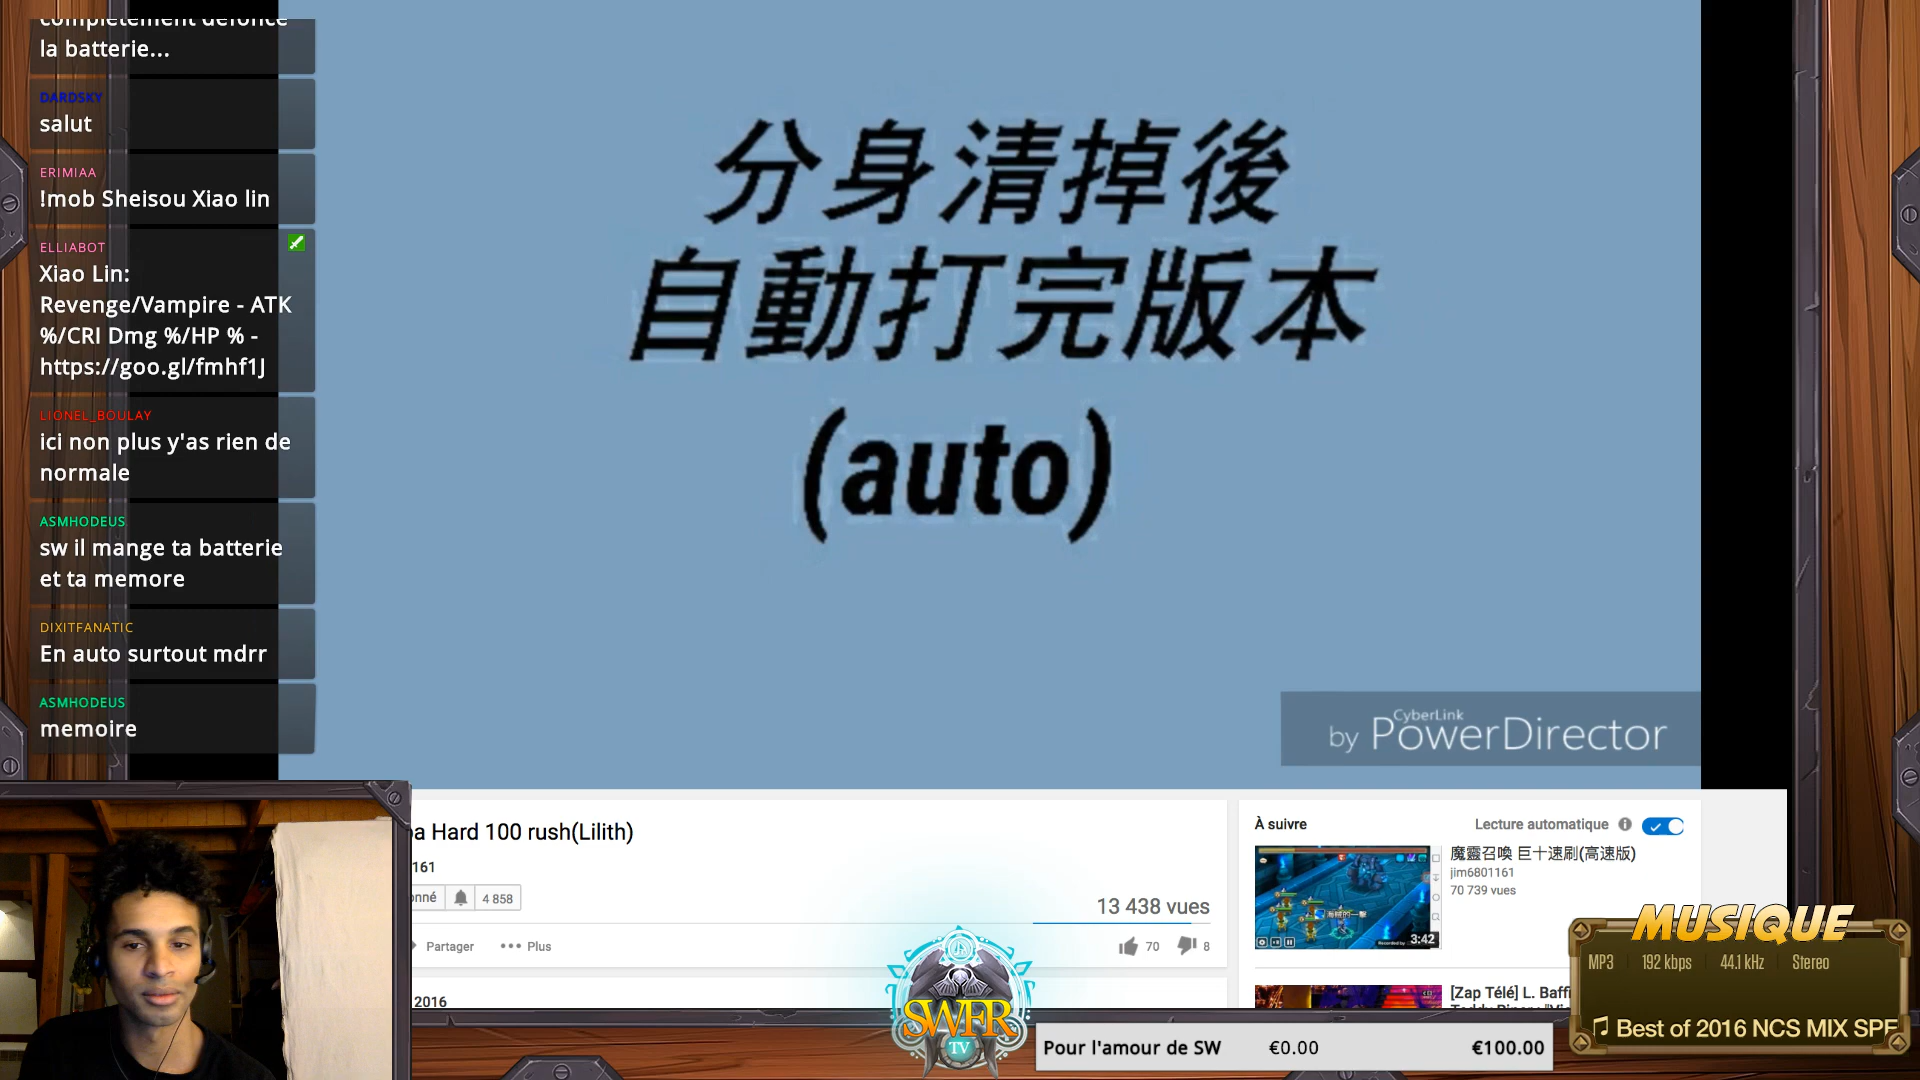 la batterie...
DARDSKY
salut
ERIMIAA
!mob Sheisou Xiao lin
ELLIABOT
Xiao Lin:
Revenge/Vampire - ATK
%/CRI Dmg %/HP % -
https://goo.gl/fmhf1J
LIONEL_BOULAY
ici non plus y'as rien de
normale
ASMHODEUS
sw il mange ta batterie
et ta memore
DIXITFANATIC
En auto surtout mdrr
ASMHODEUS
memoire
分身清掉後
自動打完版本
(auto)
by CyberLink PowerDirector
a Hard 100 rush(Lilith)
161
nné 4 858
13 438 vues
Partager ••• Plus
70 8
2016
À suivre
Lecture automatique
魔靈召喚 巨十速刷(高速版)
jim6801161
70 739 vues
3:42
[Zap Télé] L. Baffi
MUSIQUE
MP3 192 kbps 44.1 kHz Stereo
Best of 2016 NCS MIX SPE
SWFR
TV
Pour l'amour de SW €0.00 €100.00